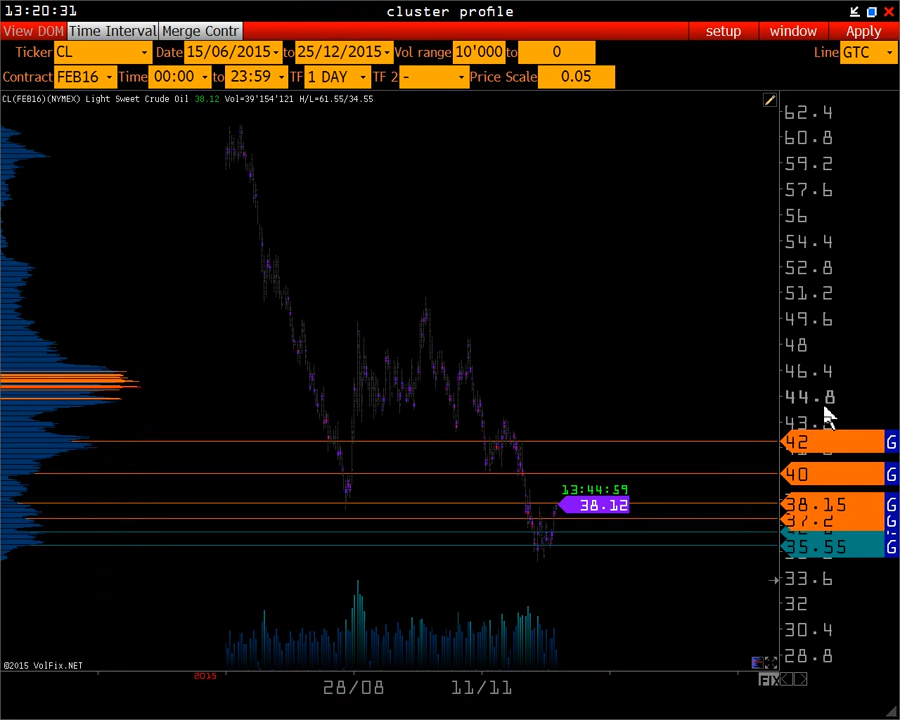 13:20:31 cluster profile
View DOM Time Interval Merge Contr setup window Apply
Ticker CL Date 15/06/2015 to 25/12/2015 Vol range 10'000 to 0 Line GTC
Contract FEB16 Time 00:00 to 23:59 TF 1 DAY TF 2 - Price Scale 0.05
CL(FEB16)(NYMEX) Light Sweet Crude Oil 38.12 Vol=39'154'121 H/L=61.55/34.55
62.4
60.8
59.2
57.6
56
54.4
52.8
51.2
49.6
48
46.4
44.8
42 G
40 G
13:44:59
38.12 38.15 G
37.2 G
35.55 G
33.6
32
30.4
28.8
©2015 VolFix.NET
FIX
2015
28/08 11/11